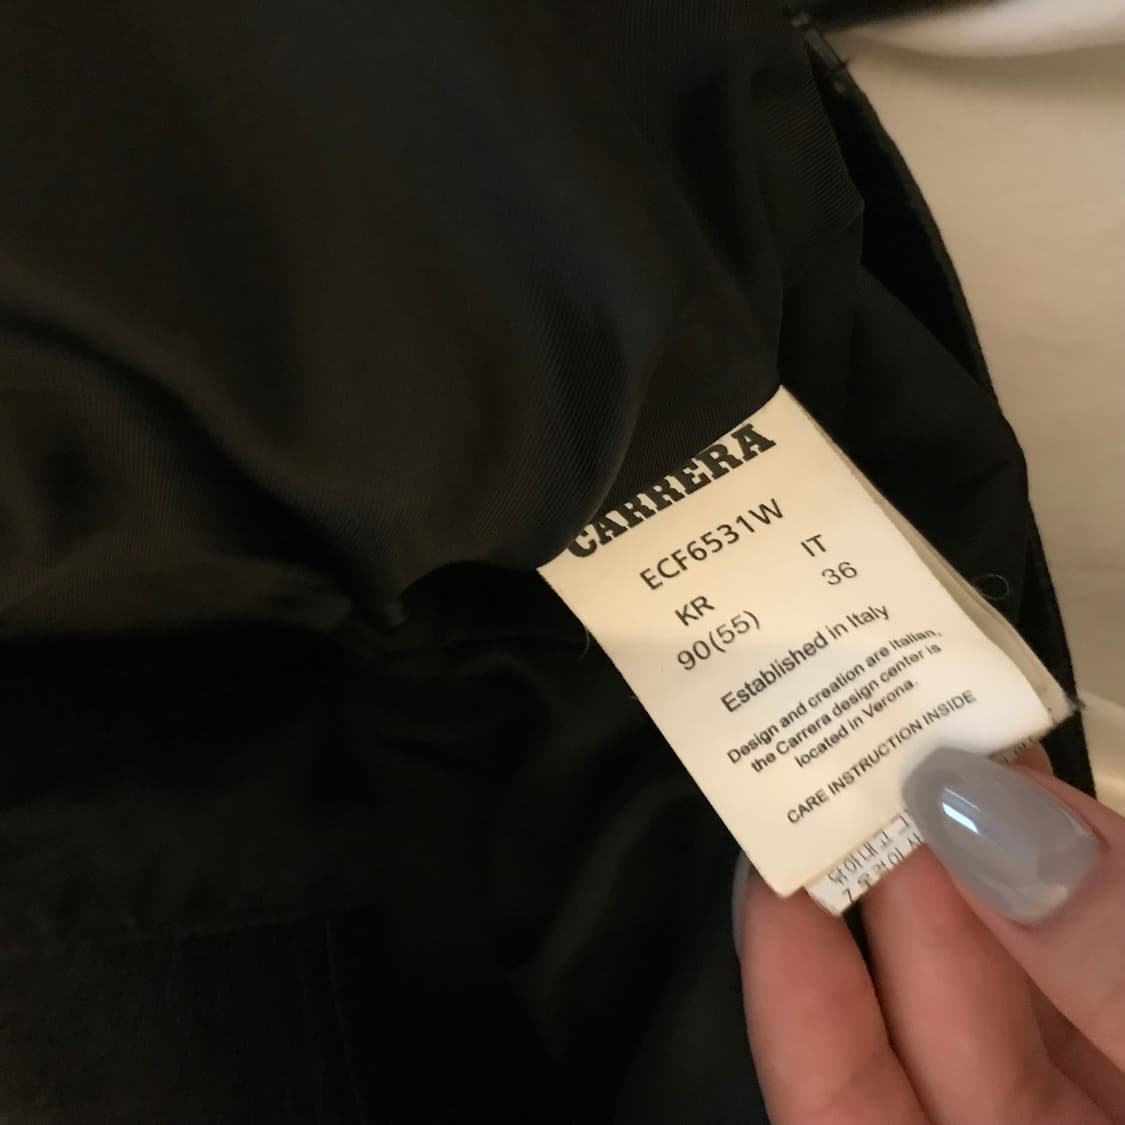 CARRERA
ECF6531W
KR IT
90(55) 36
Established in Italy
Design and creation are Italian,
the Carrera design center is
located in Verona.
CARE INSTRUCTION INSIDE